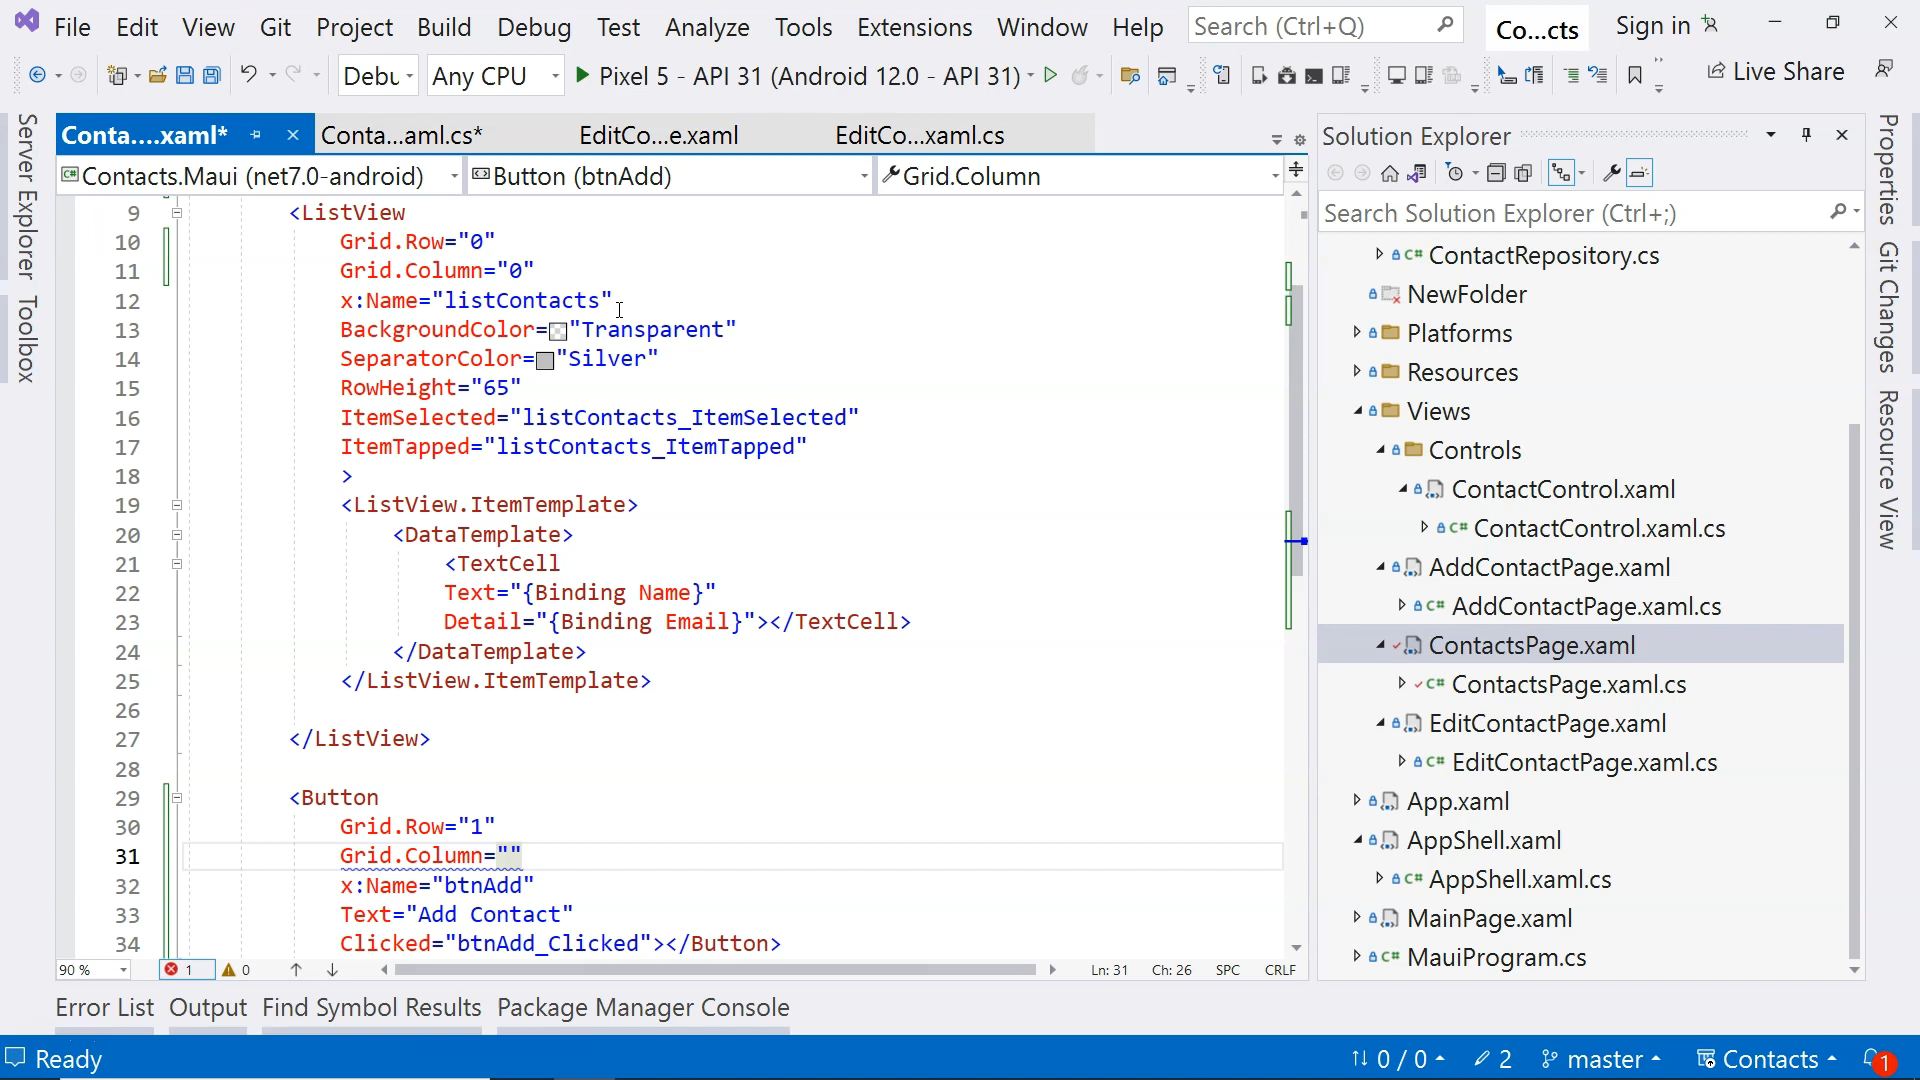 File Edit View Git Project Build Debug Test Analyze Tools Extensions Window Help Search (Ctrl+Q) Co...cts Sign in
Debu Any CPU Pixel 5 - API 31 (Android 12.0 - API 31) Live Share
Conta....xaml* Conta...aml.cs* EditCo...e.xaml EditCo...xaml.cs
Contacts.Maui (net7.0-android) Button (btnAdd) Grid.Column
9 <ListView
10 Grid.Row="0"
11 Grid.Column="0"
12 x:Name="listContacts"
13 BackgroundColor="Transparent"
14 SeparatorColor="Silver"
15 RowHeight="65"
16 ItemSelected="listContacts_ItemSelected"
17 ItemTapped="listContacts_ItemTapped"
18 >
19 <ListView.ItemTemplate>
20 <DataTemplate>
21 <TextCell
22 Text="{Binding Name}"
23 Detail="{Binding Email}"></TextCell>
24 </DataTemplate>
25 </ListView.ItemTemplate>
26
27 </ListView>
28
29 <Button
30 Grid.Row="1"
31 Grid.Column=""
32 x:Name="btnAdd"
33 Text="Add Contact"
34 Clicked="btnAdd_Clicked"></Button>
90 % 1 0 Ln: 31 Ch: 26 SPC CRLF
Solution Explorer
Search Solution Explorer (Ctrl+;)
C# ContactRepository.cs
NewFolder
Platforms
Resources
Views
Controls
ContactControl.xaml
C# ContactControl.xaml.cs
AddContactPage.xaml
C# AddContactPage.xaml.cs
ContactsPage.xaml
C# ContactsPage.xaml.cs
EditContactPage.xaml
C# EditContactPage.xaml.cs
App.xaml
AppShell.xaml
C# AppShell.xaml.cs
MainPage.xaml
C# MauiProgram.cs
Server Explorer
Toolbox
Properties
Git Changes
Resource View
Error List Output Find Symbol Results Package Manager Console
Ready 0 / 0 2 master Contacts 1